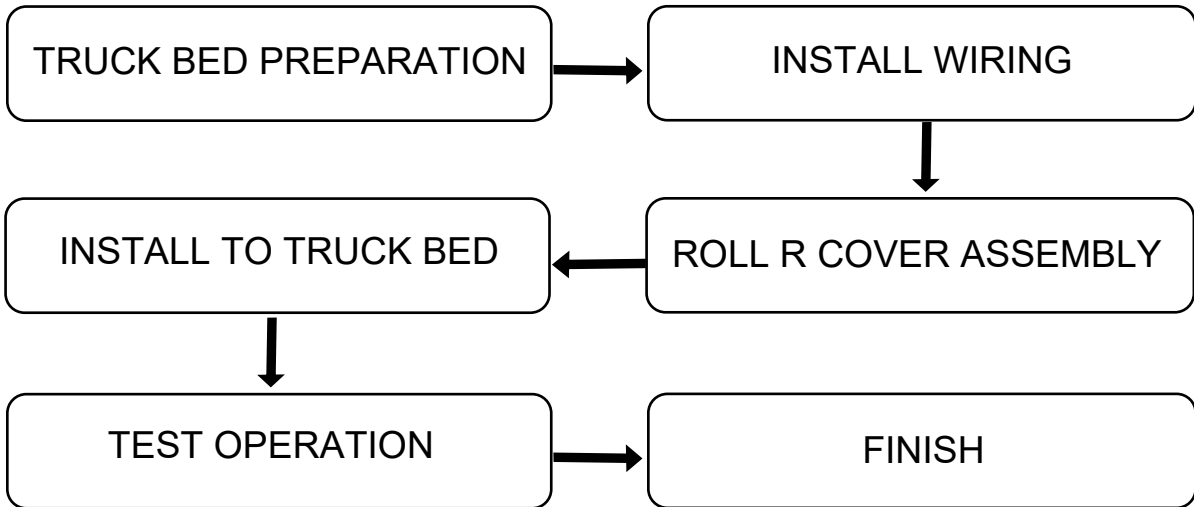 TRUCK BED PREPARATION
INSTALL WIRING
ROLL R COVER ASSEMBLY
INSTALL TO TRUCK BED
TEST OPERATION
FINISH